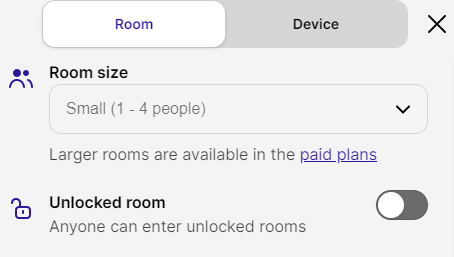 Room Device
Room size
Small (1 - 4 people)
Larger rooms are available in the paid plans
Unlocked room
Anyone can enter unlocked rooms